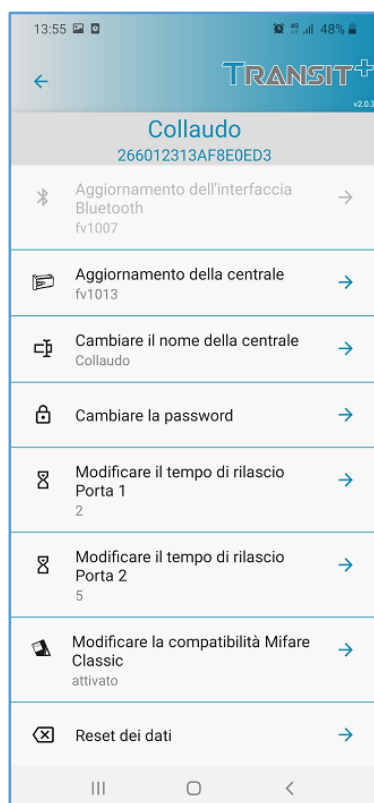 13:55 4G 48%
TRANSIT+
v2.0.3
Collaudo
266012313AF8E0ED3
Aggiornamento dell'interfaccia
Bluetooth
fv1007
Aggiornamento della centrale
fv1013
Cambiare il nome della centrale
Collaudo
Cambiare la password
Modificare il tempo di rilascio
Porta 1
2
Modificare il tempo di rilascio
Porta 2
5
Modificare la compatibilità Mifare
Classic
attivato
Reset dei dati